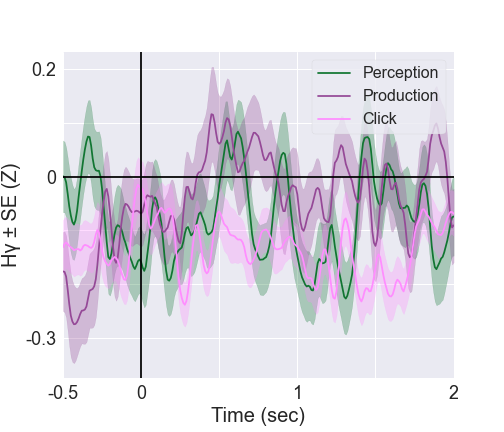 Perception
Production
Click
Hγ ± SE (Z)
0.2
0
-0.3
-0.5
0
1
2
Time (sec)